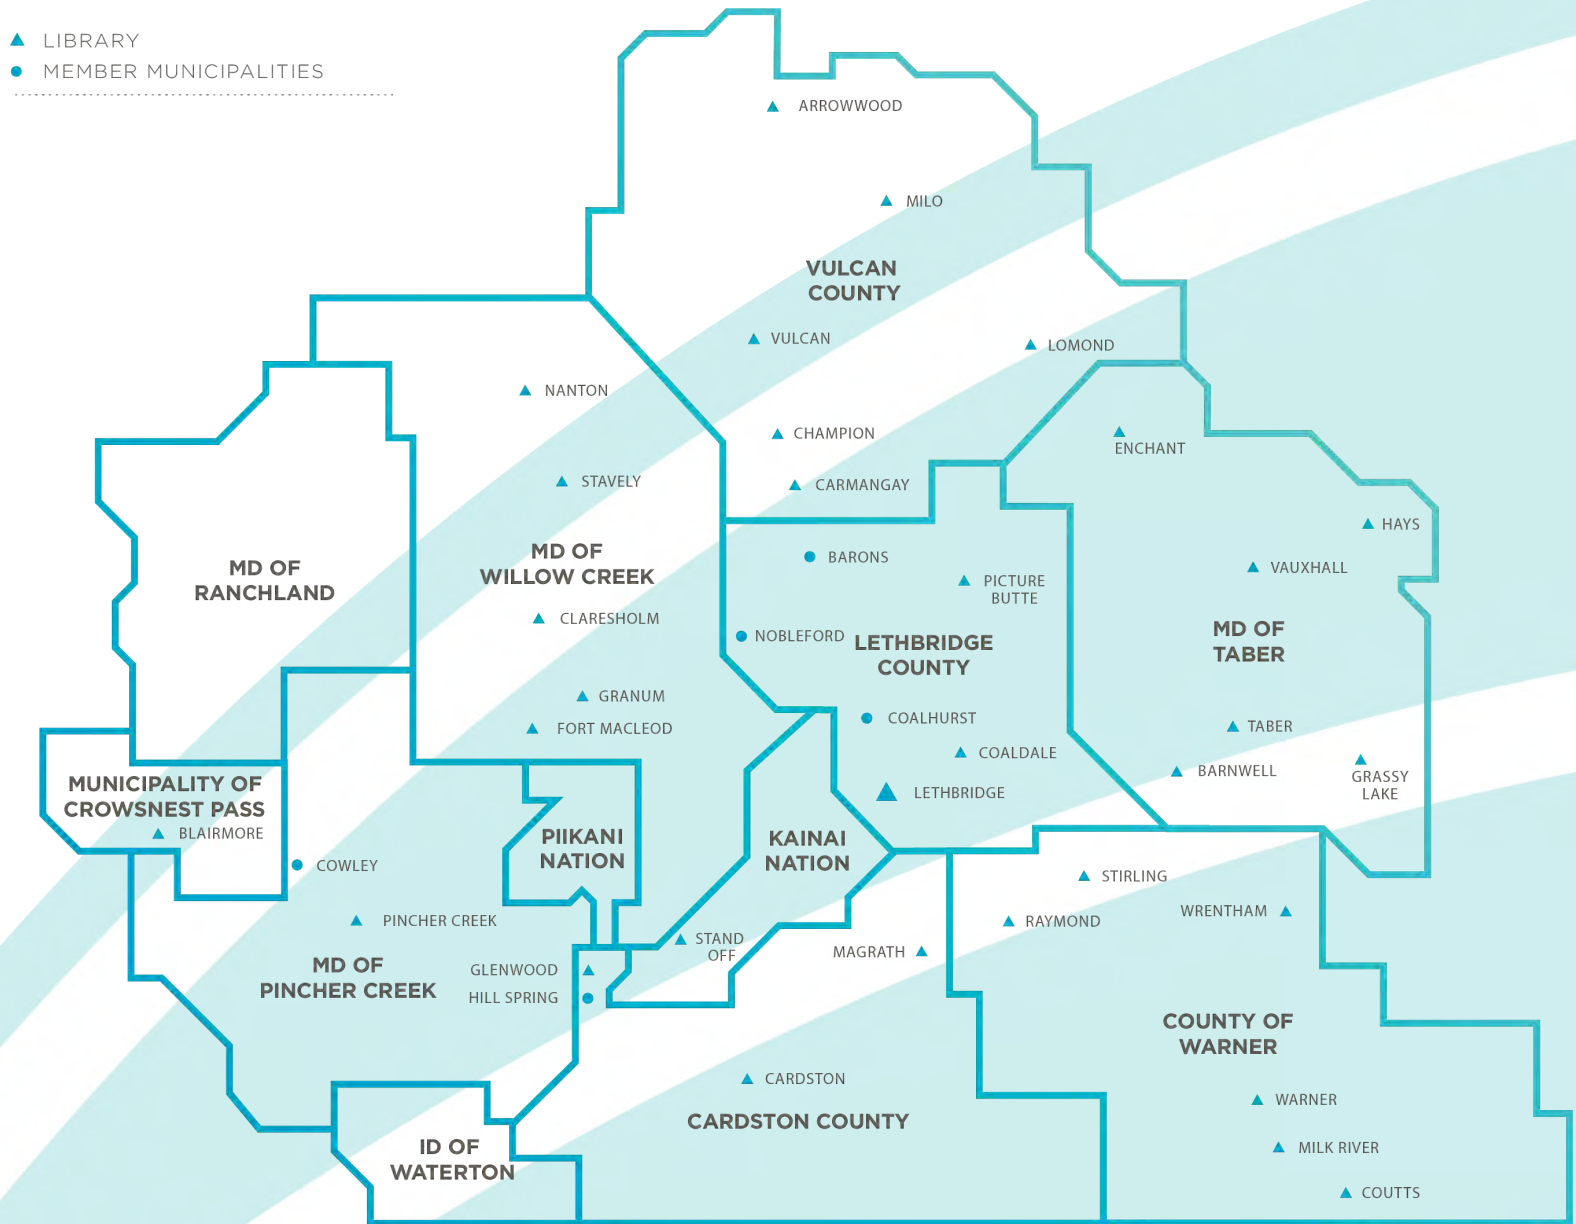 LIBRARY
MEMBER MUNICIPALITIES
ARROWWOOD
MILO
VULCAN
COUNTY
VULCAN
LOMOND
NANTON
CHAMPION
ENCHANT
STAVELY
CARMANGAY
HAYS
MD OF
WILLOW CREEK
BARONS
MD OF
RANCHLAND
VAUXHALL
PICTURE
BUTTE
CLARESHOLM
NOBLEFORD
LETHBRIDGE
COUNTY
MD OF
TABER
GRANUM
FORT MACLEOD
COALHURST
TABER
COALDALE
BARNWELL
GRASSY
LAKE
MUNICIPALITY OF
CROWSNEST PASS
BLAIRMORE
LETHBRIDGE
PIIKANI
NATION
KAINAI
NATION
COWLEY
STIRLING
PINCHER CREEK
WRENTHAM
RAYMOND
STAND
OFF
MAGRATH
MD OF
PINCHER CREEK
GLENWOOD
HILL SPRING
COUNTY OF
WARNER
CARDSTON
WARNER
CARDSTON COUNTY
ID OF
WATERTON
MILK RIVER
COUTTS